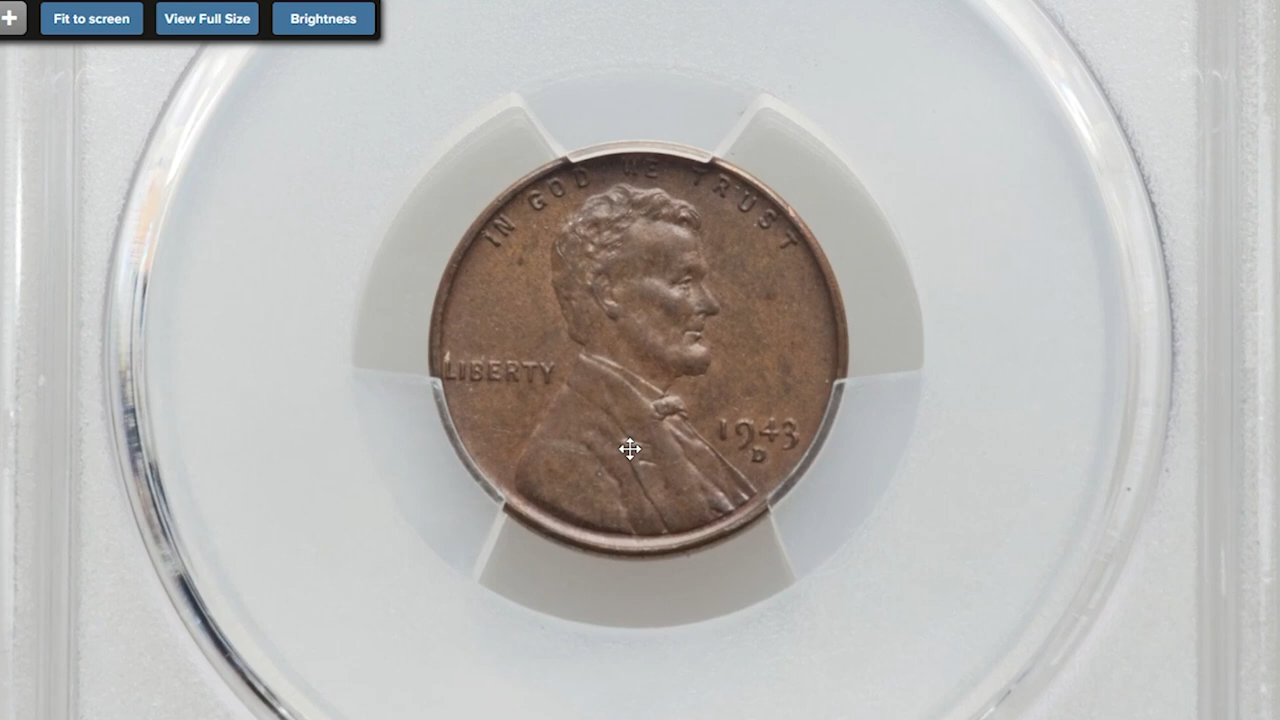 Fit to screen
View Full Size
Brightness
IN GOD WE TRUST
LIBERTY
1943
D